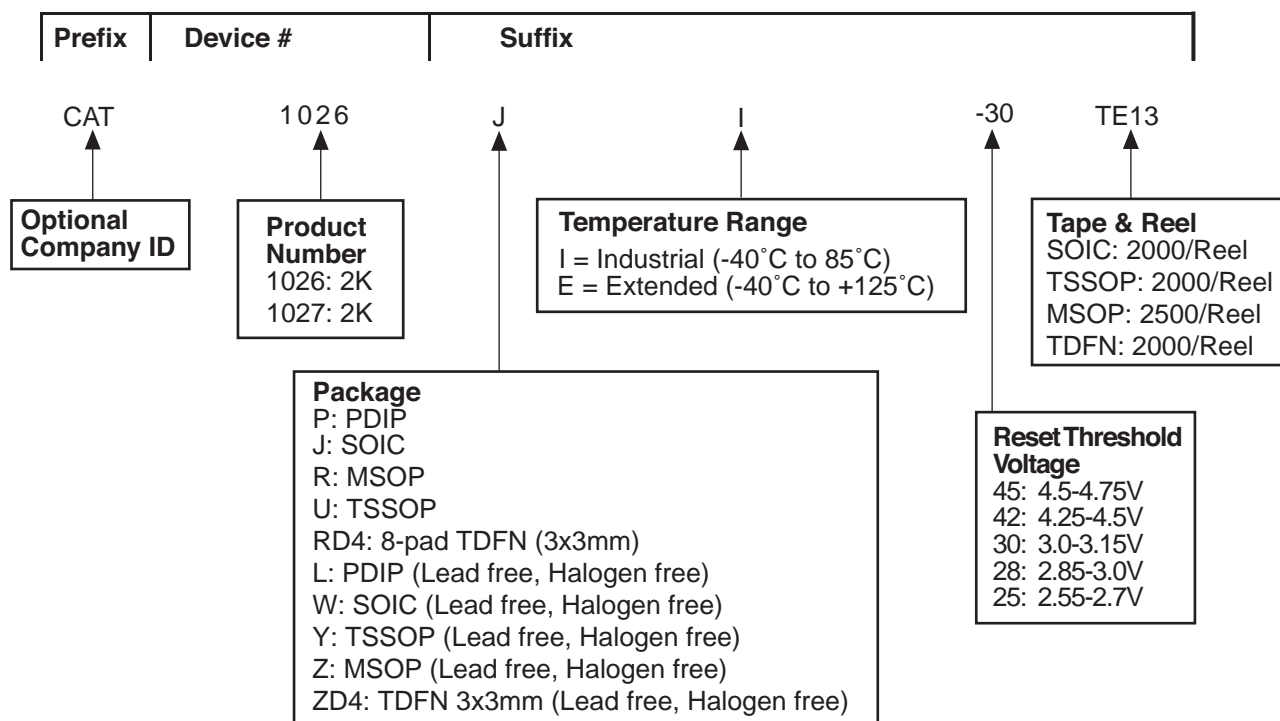 Prefix Device # Suffix
CAT 1026 J I -30 TE13
Optional
Company ID
Product
Number
1026: 2K
1027: 2K
Temperature Range
I = Industrial (-40˚C to 85˚C)
E = Extended (-40˚C to +125˚C)
Tape & Reel
SOIC: 2000/Reel
TSSOP: 2000/Reel
MSOP: 2500/Reel
TDFN: 2000/Reel
Package
P: PDIP
J: SOIC
R: MSOP
U: TSSOP
RD4: 8-pad TDFN (3x3mm)
L: PDIP (Lead free, Halogen free)
W: SOIC (Lead free, Halogen free)
Y: TSSOP (Lead free, Halogen free)
Z: MSOP (Lead free, Halogen free)
ZD4: TDFN 3x3mm (Lead free, Halogen free)
Reset Threshold
Voltage
45: 4.5-4.75V
42: 4.25-4.5V
30: 3.0-3.15V
28: 2.85-3.0V
25: 2.55-2.7V